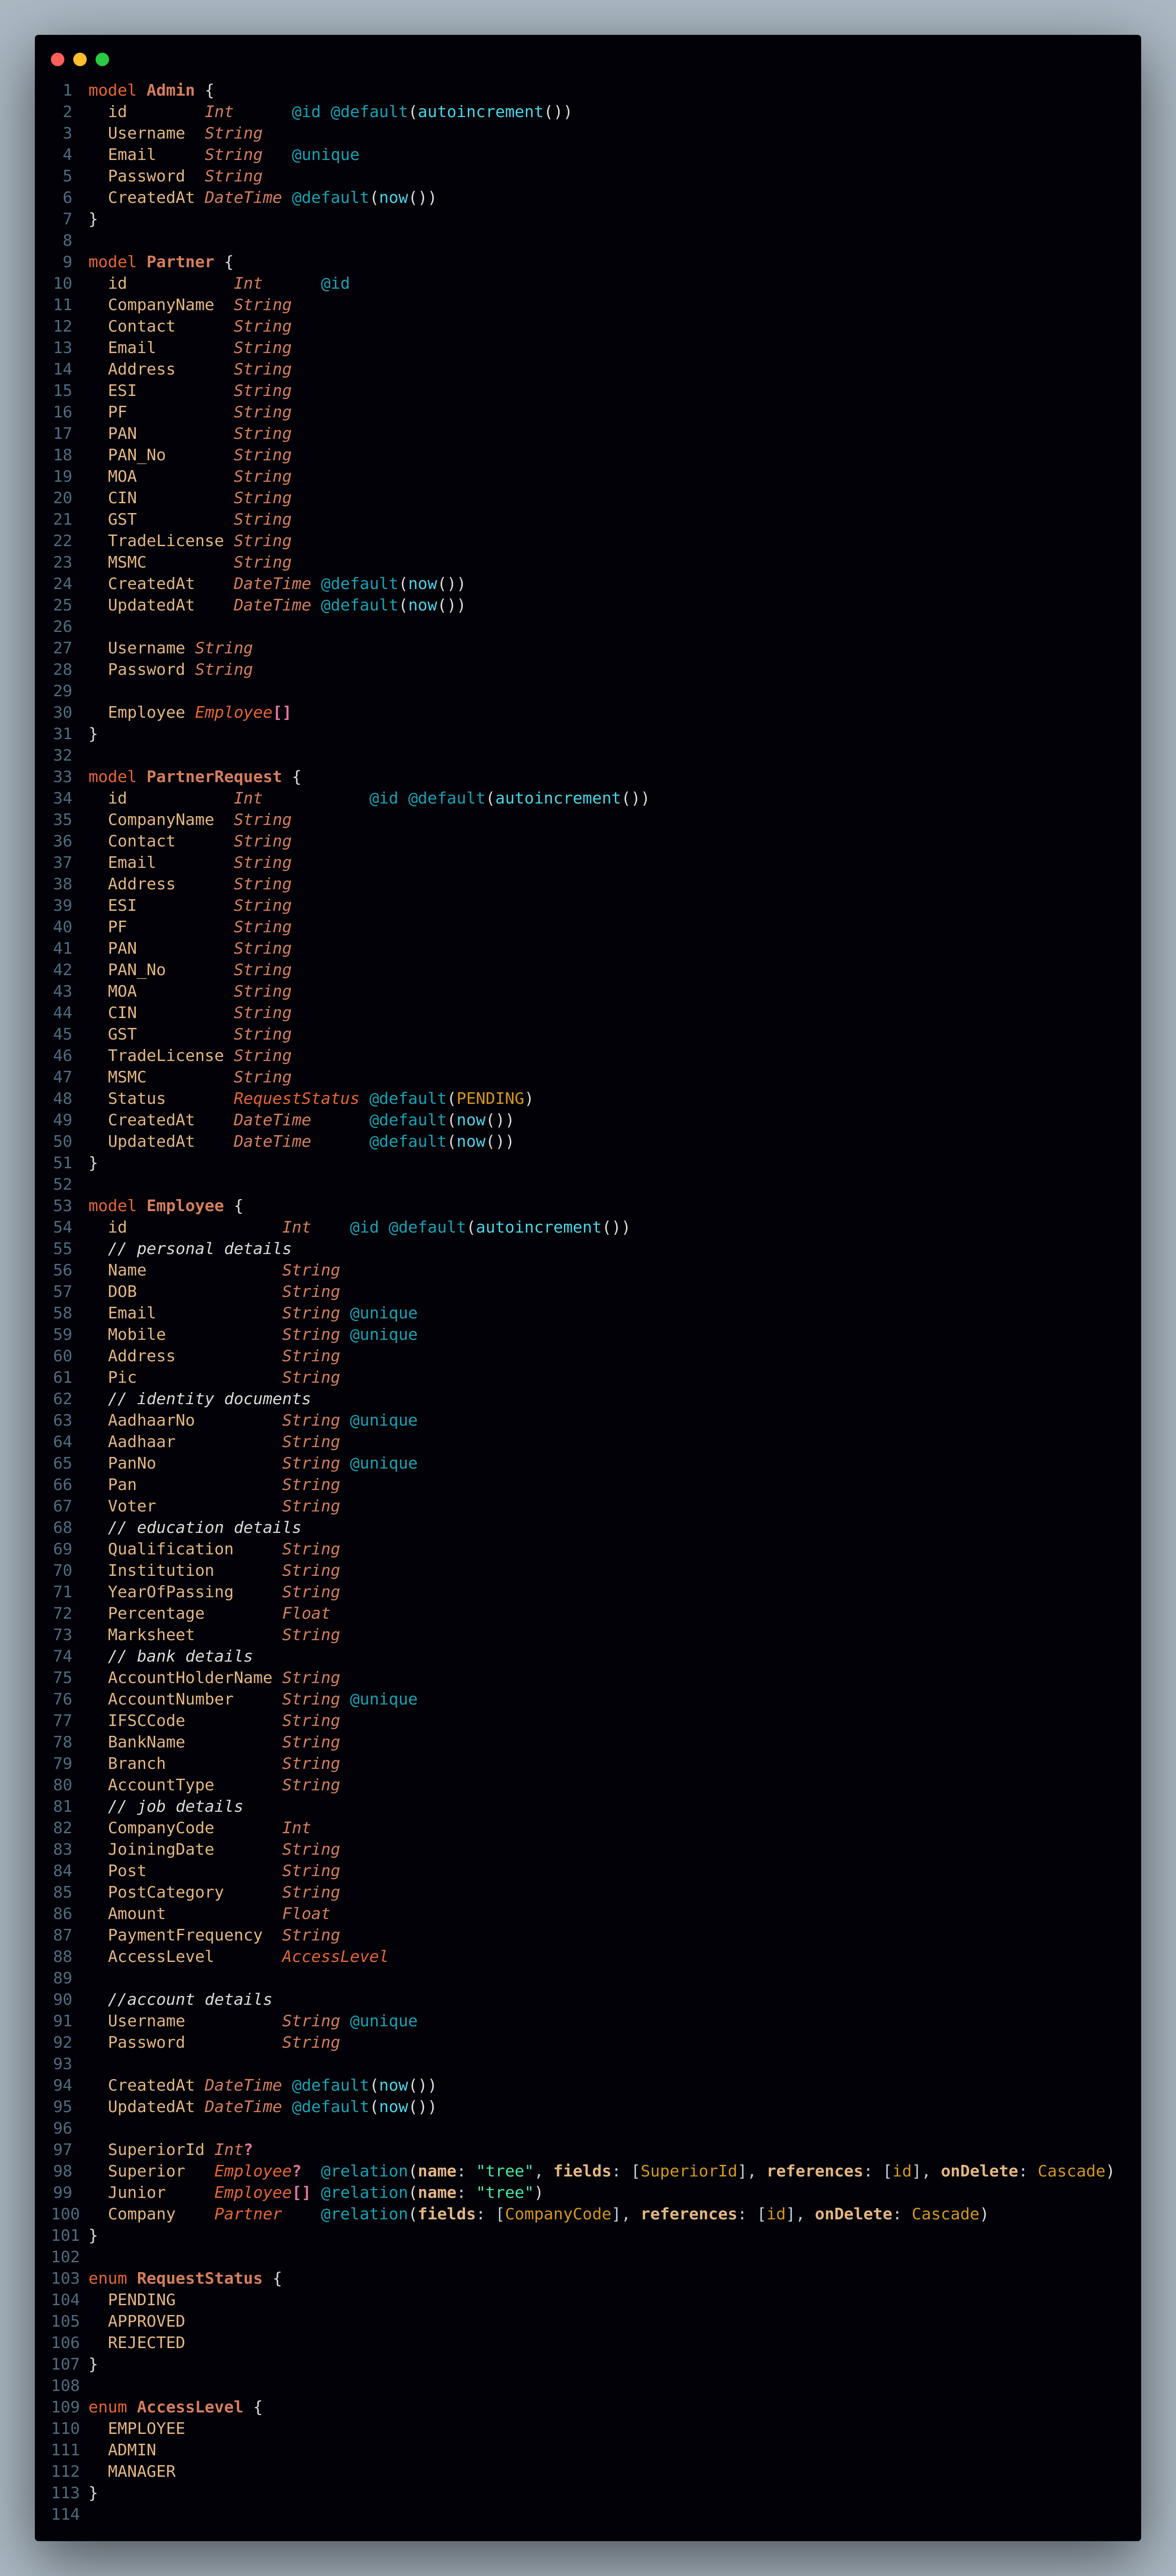 1 model Admin {
2   id        Int      @id @default(autoincrement())
3   Username  String
4   Email     String   @unique
5   Password  String
6   CreatedAt DateTime @default(now())
7 }
8
9 model Partner {
10   id           Int      @id
11   CompanyName  String
12   Contact      String
13   Email        String
14   Address      String
15   ESI          String
16   PF           String
17   PAN          String
18   PAN_No       String
19   MOA          String
20   CIN          String
21   GST          String
22   TradeLicense String
23   MSMC         String
24   CreatedAt    DateTime @default(now())
25   UpdatedAt    DateTime @default(now())
26
27   Username String
28   Password String
29
30   Employee Employee[]
31 }
32
33 model PartnerRequest {
34   id           Int           @id @default(autoincrement())
35   CompanyName  String
36   Contact      String
37   Email        String
38   Address      String
39   ESI          String
40   PF           String
41   PAN          String
42   PAN_No       String
43   MOA          String
44   CIN          String
45   GST          String
46   TradeLicense String
47   MSMC         String
48   Status       RequestStatus @default(PENDING)
49   CreatedAt    DateTime      @default(now())
50   UpdatedAt    DateTime      @default(now())
51 }
52
53 model Employee {
54   id                Int    @id @default(autoincrement())
55   // personal details
56   Name              String
57   DOB               String
58   Email             String @unique
59   Mobile            String @unique
60   Address           String
61   Pic               String
62   // identity documents
63   AadhaarNo         String @unique
64   Aadhaar           String
65   PanNo             String @unique
66   Pan               String
67   Voter             String
68   // education details
69   Qualification     String
70   Institution       String
71   YearOfPassing     String
72   Percentage        Float
73   Marksheet         String
74   // bank details
75   AccountHolderName String
76   AccountNumber     String @unique
77   IFSCCode          String
78   BankName          String
79   Branch            String
80   AccountType       String
81   // job details
82   CompanyCode       Int
83   JoiningDate       String
84   Post              String
85   PostCategory      String
86   Amount            Float
87   PaymentFrequency  String
88   AccessLevel       AccessLevel
89
90   //account details
91   Username          String @unique
92   Password          String
93
94   CreatedAt DateTime @default(now())
95   UpdatedAt DateTime @default(now())
96
97   SuperiorId Int?
98   Superior   Employee?  @relation(name: "tree", fields: [SuperiorId], references: [id], onDelete: Cascade)
99   Junior     Employee[] @relation(name: "tree")
100   Company    Partner    @relation(fields: [CompanyCode], references: [id], onDelete: Cascade)
101 }
102
103 enum RequestStatus {
104   PENDING
105   APPROVED
106   REJECTED
107 }
108
109 enum AccessLevel {
110   EMPLOYEE
111   ADMIN
112   MANAGER
113 }
114